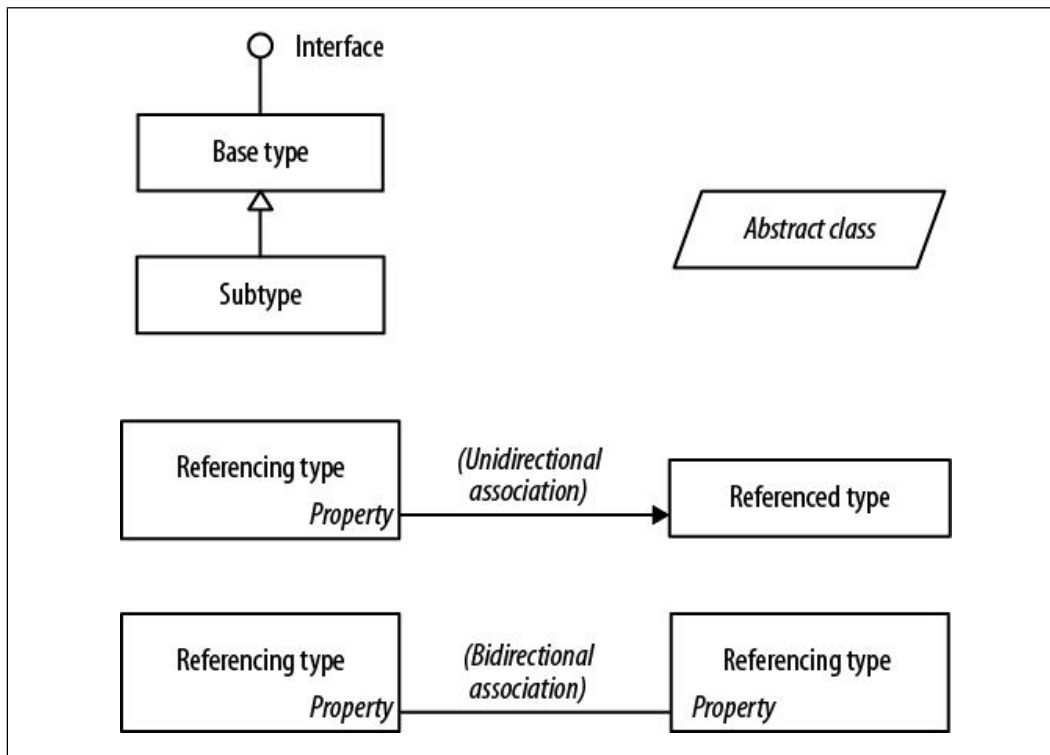 Interface
Base type
Abstract class
Subtype
Referencing type
Property
(Unidirectional
association)
Referenced type
Referencing type
Property
(Bidirectional
association)
Referencing type
Property